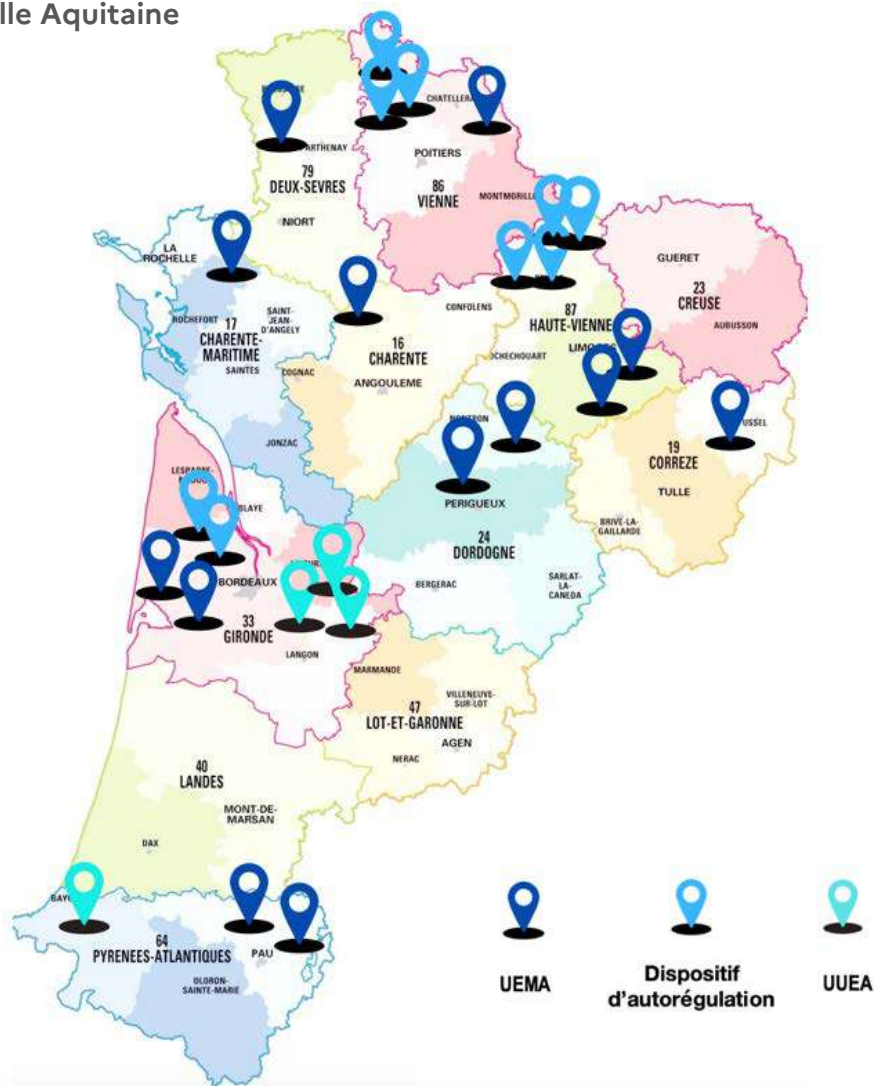 lle Aquitaine
CHATELLERA
PARTHENAY
POITIERS
79
DEUX-SEVRES
86
VIENNE
MONTMORILL
NIORT
LA
ROCHELLE
GUERET
23
CREUSE
CONFOLENS
87
HAUTE-VIENNE
ROCHEFORT
SAINT-
JEAN-
D'ANGELY
17
CHARENTE-
MARITIME
SAINTES
16
CHARENTE
AUBUSSON
OCHECHOUART
LIMOGES
COGNAC
ANGOULEME
NONTRON
USSEL
JONZAC
19
CORREZE
TULLE
LESPARRE-
BLAYE
PERIGUEUX
BRIVE-LA-
GAILLARDE
24
DORDOGNE
BORDEAUX
BERGERAC
SARLAT-
LA-
CANEDA
33
GIRONDE
LANGON
MARMANDE
VILLENEUVE-
SUR-LOT
47
LOT-ET-GARONNE
AGEN
NERAC
40
LANDES
MONT-DE-
MARSAN
DAX
BAYO
64
PYRENEES-ATLANTIQUES
PAU
OLORON-
SAINTE-MARIE
UEMA
Dispositif
d'autorégulation
UUEA